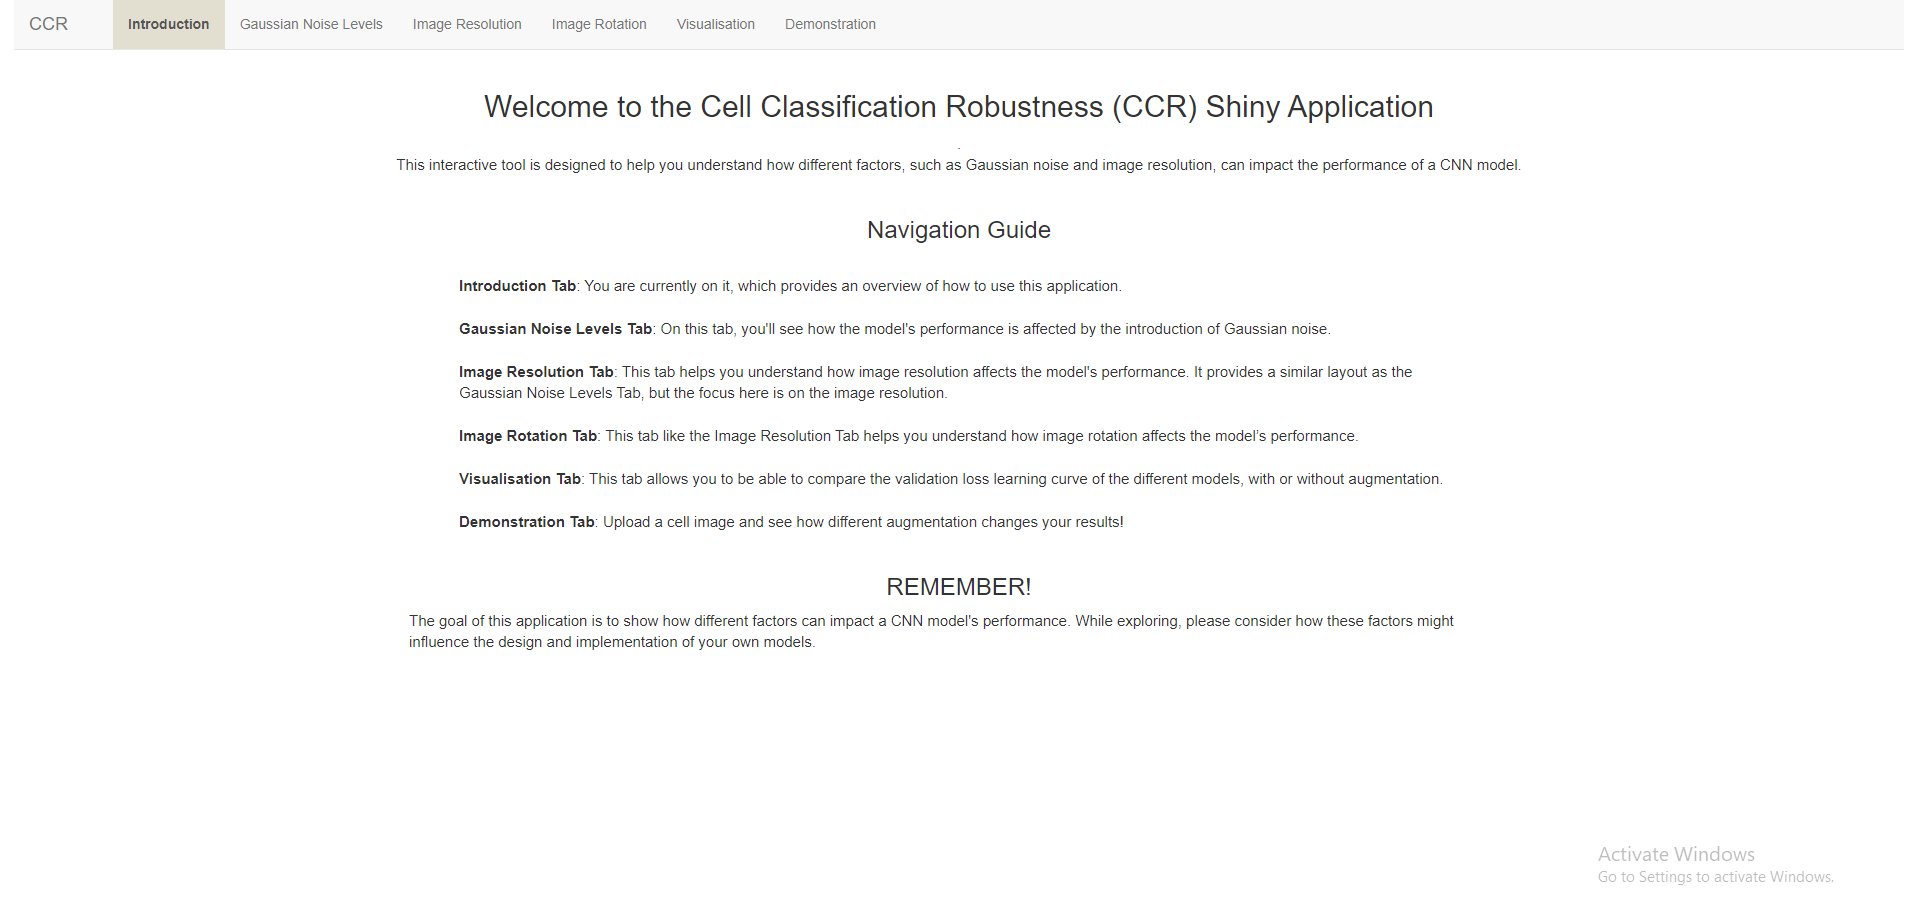 CCR Introduction Gaussian Noise Levels Image Resolution Image Rotation Visualisation Demonstration
Welcome to the Cell Classification Robustness (CCR) Shiny Application
.
This interactive tool is designed to help you understand how different factors, such as Gaussian noise and image resolution, can impact the performance of a CNN model.
Navigation Guide
Introduction Tab: You are currently on it, which provides an overview of how to use this application.
Gaussian Noise Levels Tab: On this tab, you'll see how the model's performance is affected by the introduction of Gaussian noise.
Image Resolution Tab: This tab helps you understand how image resolution affects the model's performance. It provides a similar layout as the
Gaussian Noise Levels Tab, but the focus here is on the image resolution.
Image Rotation Tab: This tab like the Image Resolution Tab helps you understand how image rotation affects the model’s performance.
Visualisation Tab: This tab allows you to be able to compare the validation loss learning curve of the different models, with or without augmentation.
Demonstration Tab: Upload a cell image and see how different augmentation changes your results!
REMEMBER!
The goal of this application is to show how different factors can impact a CNN model's performance. While exploring, please consider how these factors might
influence the design and implementation of your own models.
Activate Windows
Go to Settings to activate Windows.